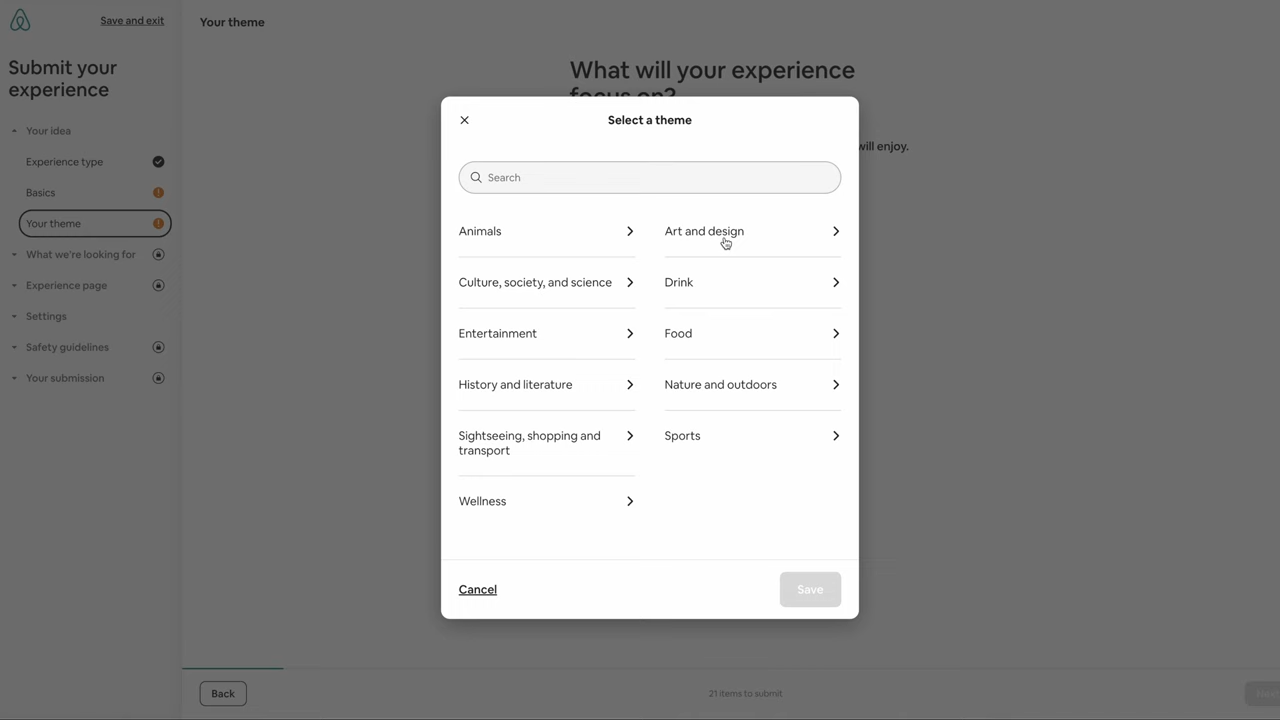 Save and exit
Your theme
Submit your
experience
Your idea
Experience type
Basics
Your theme
What we're looking for
Experience page
Settings
Safety guidelines
Your submission
What will your experience
focus on?
will enjoy.
Select a theme
Search
Animals
Art and design
Culture, society, and science
Drink
Entertainment
Food
History and literature
Nature and outdoors
Sightseeing, shopping and
transport
Sports
Wellness
Cancel
Save
Back
21 items to submit